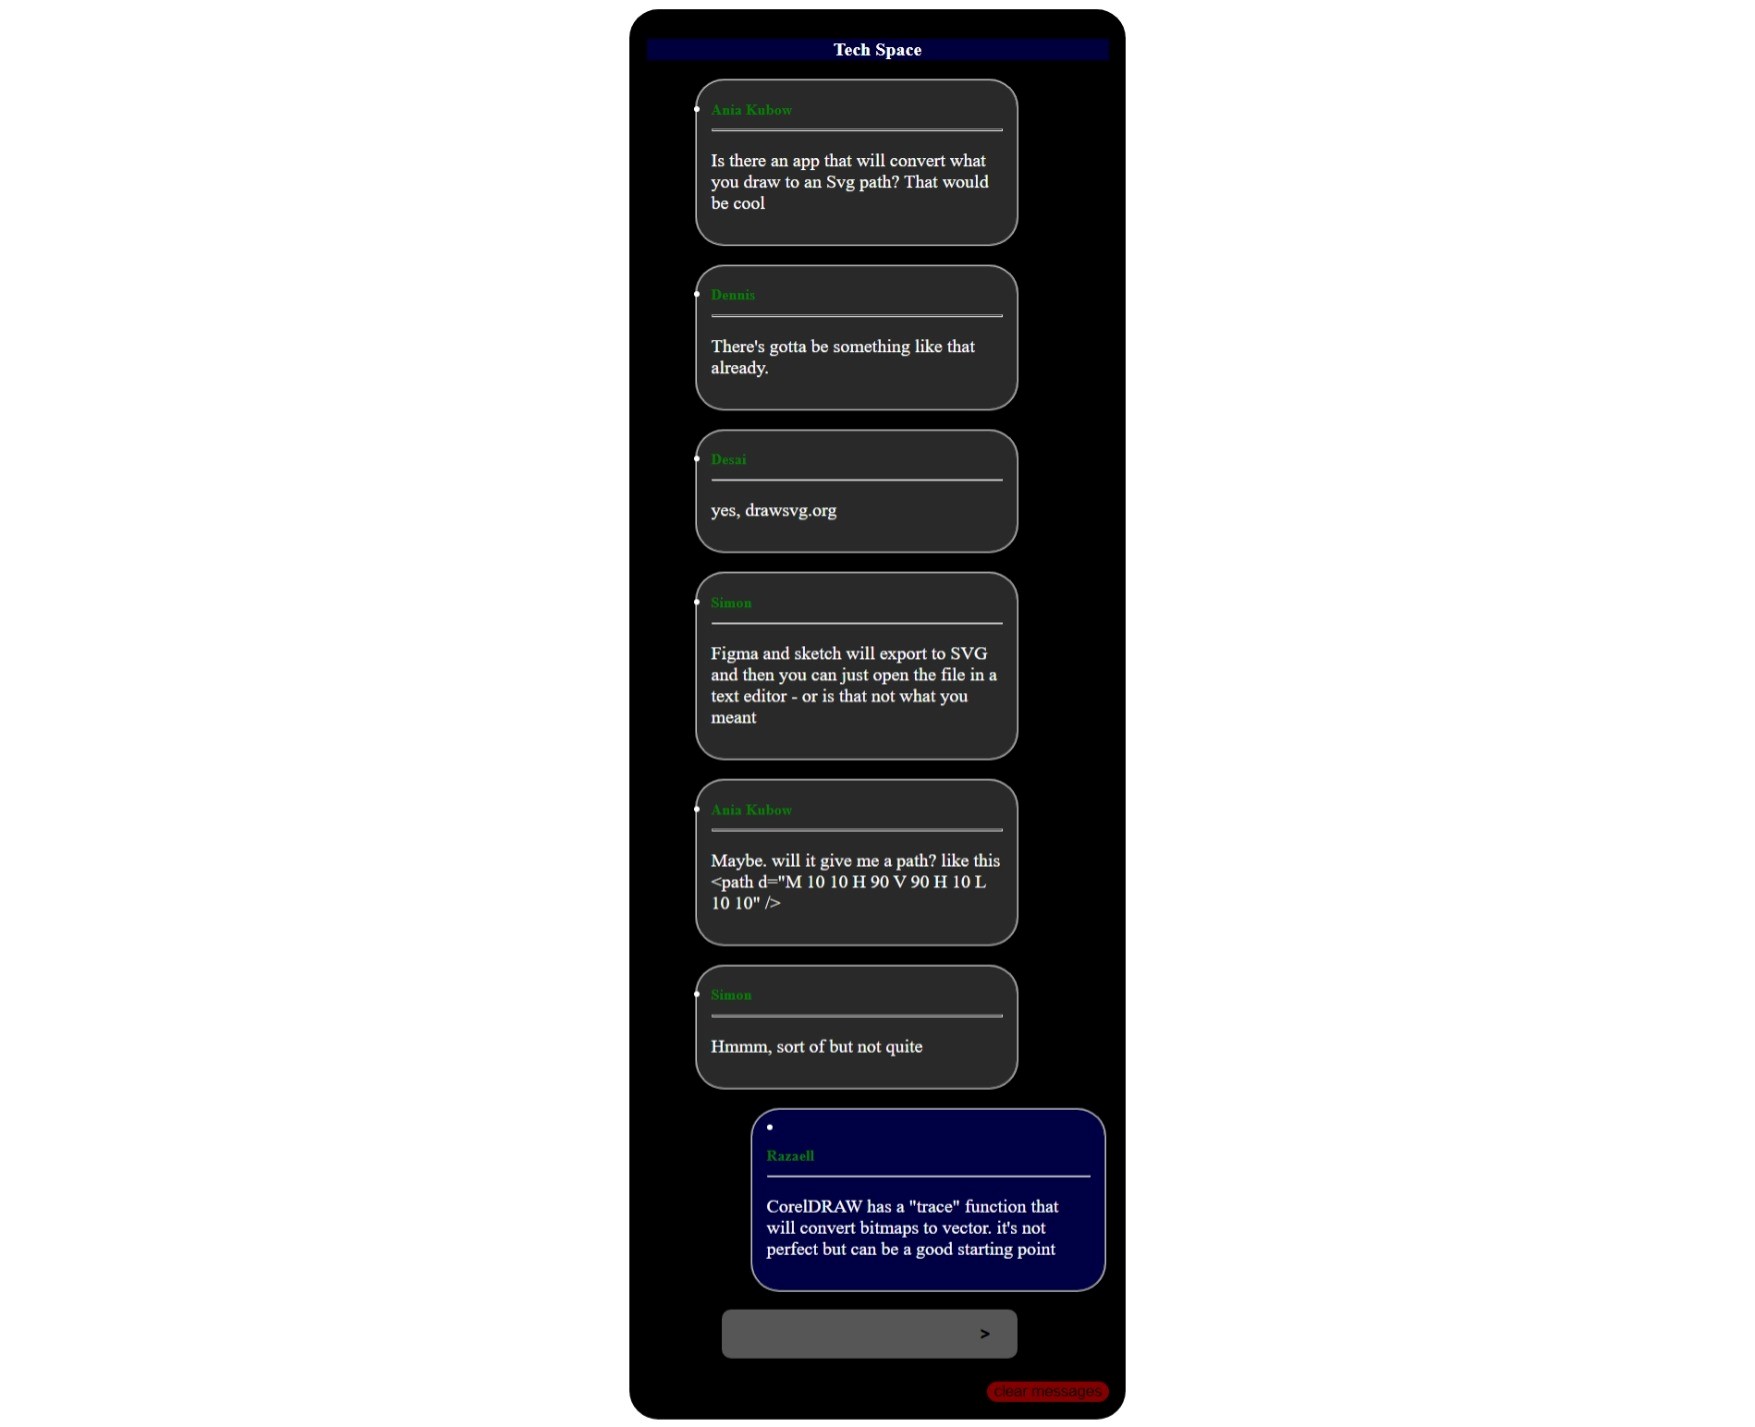 Tech Space
Ania Kubow
Is there an app that will convert what
you draw to an Svg path? That would
be cool
Dennis
There's gotta be something like that
already.
Desai
yes, drawsvg.org
Simon
Figma and sketch will export to SVG
and then you can just open the file in a
text editor - or is that not what you
meant
Ania Kubow
Maybe. will it give me a path? like this
<path d="M 10 10 H 90 V 90 H 10 L
10 10" />
Simon
Hmmm, sort of but not quite
Razaell
CorelDRAW has a "trace" function that
will convert bitmaps to vector. it's not
perfect but can be a good starting point
>
clear messages